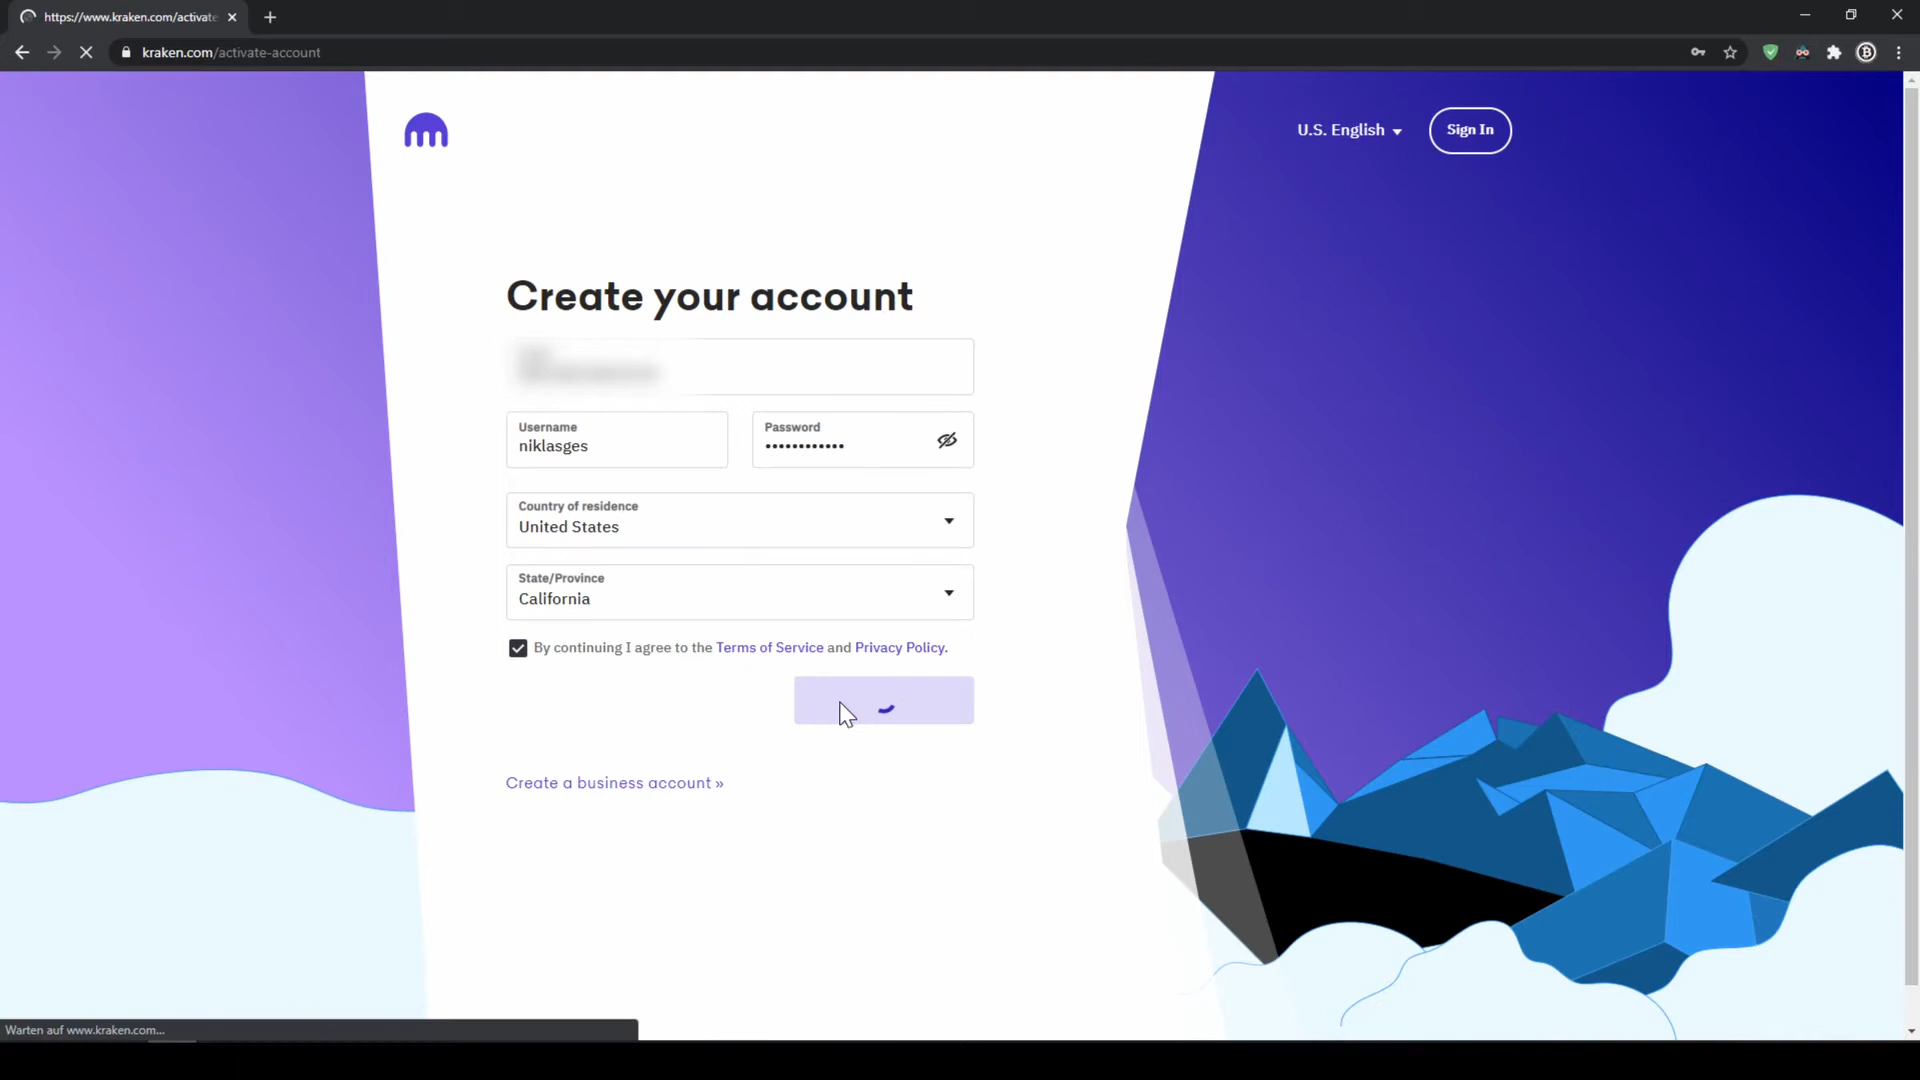 https://www.kraken.com/activate
kraken.com/activate-account
U.S. English
Sign In
Create your account
Username
niklasges
Password
••••••••••••
Country of residence
United States
State/Province
California
By continuing I agree to the Terms of Service and Privacy Policy.
Create a business account »
Warten auf www.kraken.com...